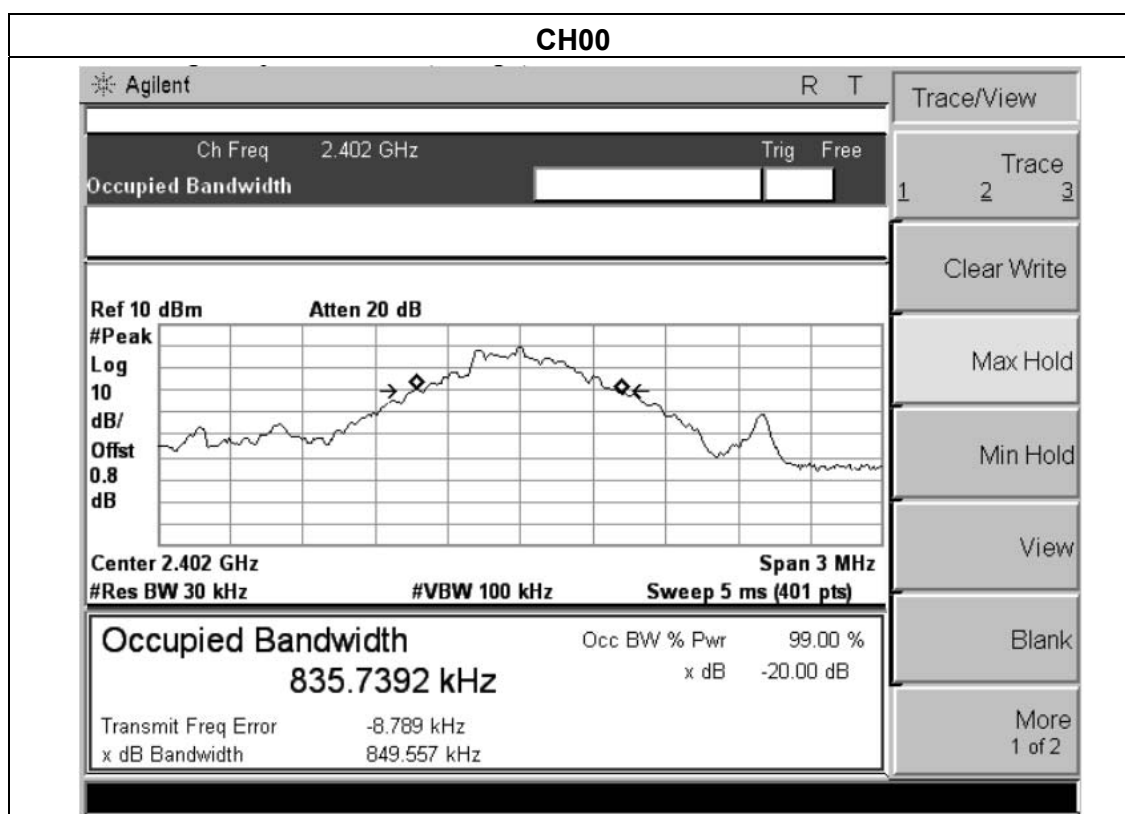 CH00
Agilent
R T
Trace/View
Ch Freq 2.402 GHz
Trig Free
Occupied Bandwidth
Trace
1 2 3
Clear Write
Max Hold
Min Hold
View
Blank
More
1 of 2
Ref 10 dBm Atten 20 dB
#Peak
Log
10
dB/
Offst
0.8
dB
Center 2.402 GHz Span 3 MHz
#Res BW 30 kHz #VBW 100 kHz Sweep 5 ms (401 pts)
Occupied Bandwidth
835.7392 kHz
Occ BW % Pwr 99.00 %
x dB -20.00 dB
Transmit Freq Error -8.789 kHz
x dB Bandwidth 849.557 kHz